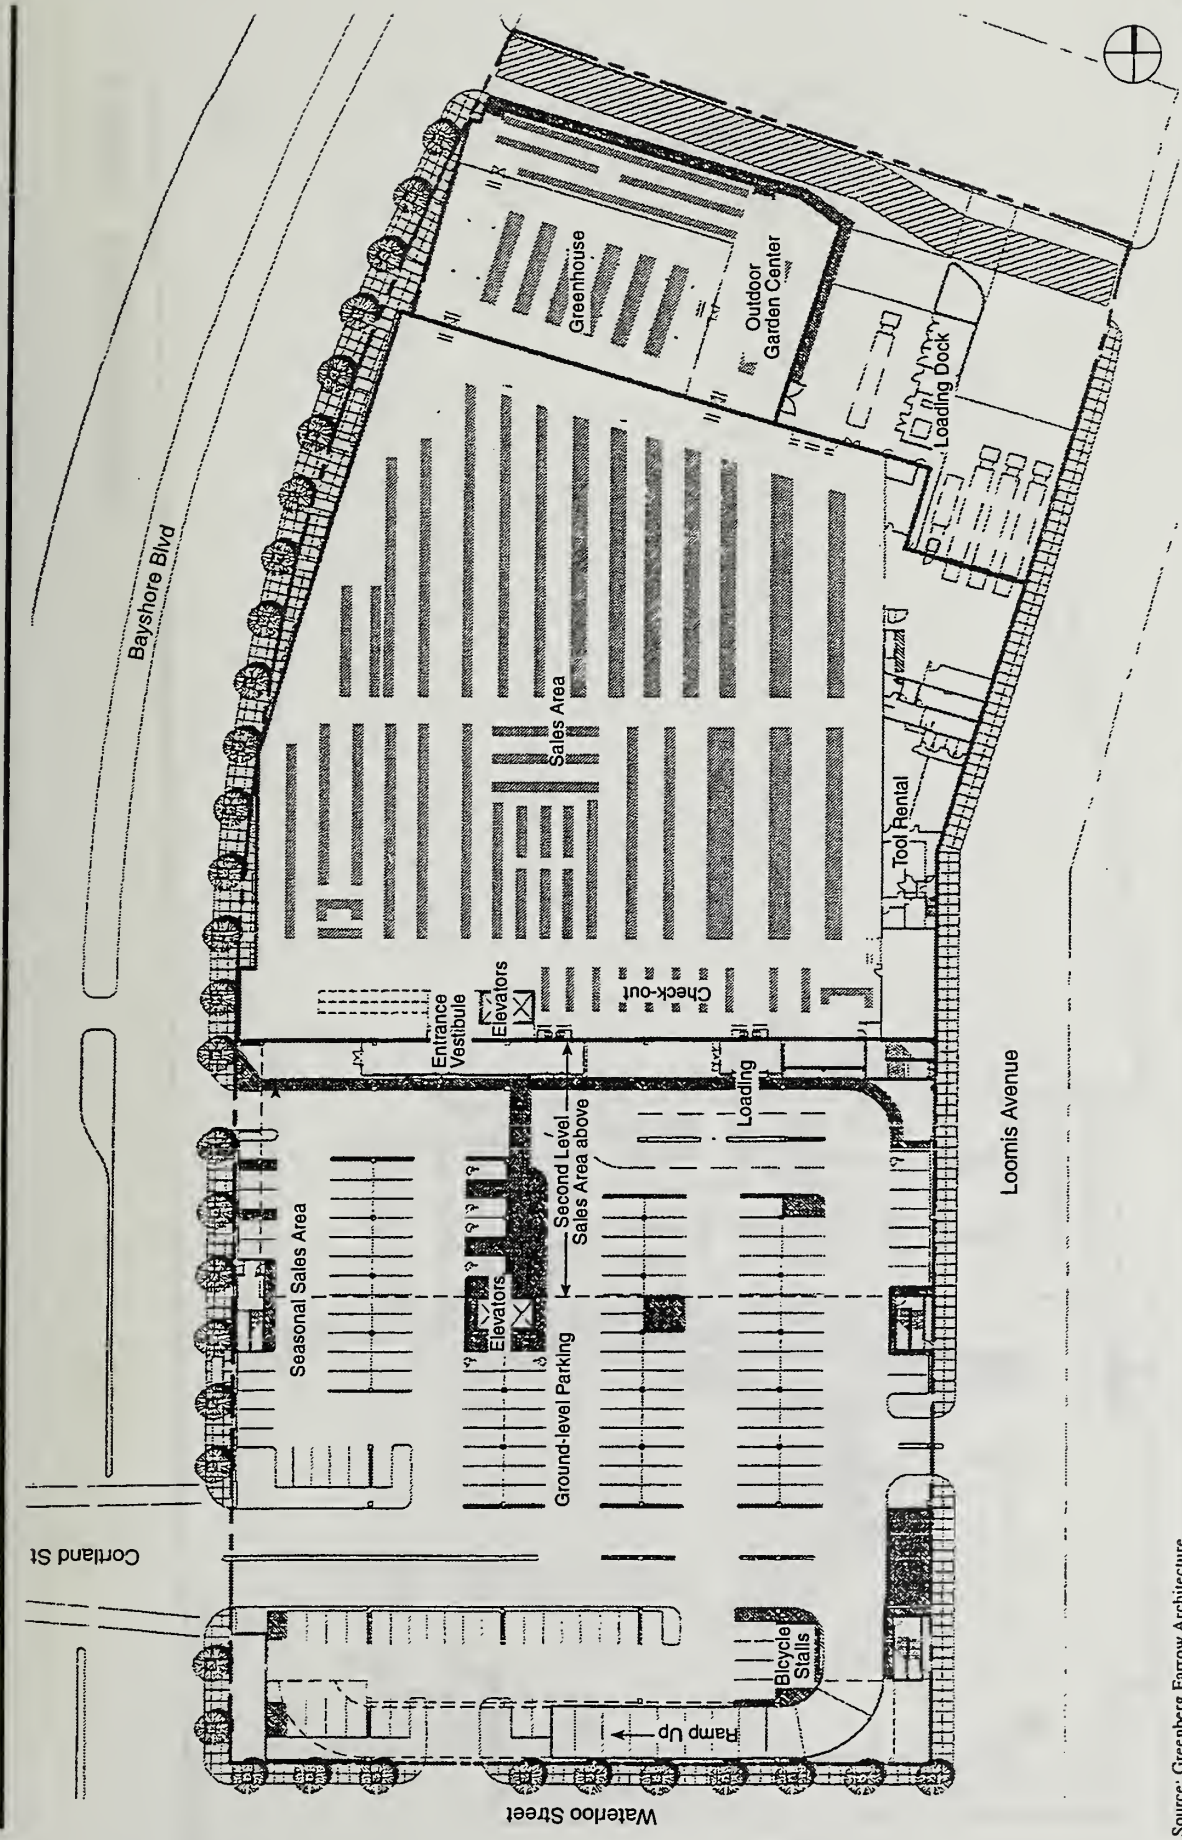 Bayshore Blvd
Greenhouse
Outdoor
Garden Center
Loading Dock
Sales Area
Tool Rental
Check-out
Elevators
Entrance
Vestibule
Loading
Second Level
Sales Area above
Seasonal Sales Area
Elevators
Ground-level Parking
Loomis Avenue
Cortland St
Bicycle
Stalls
Ramp Up
Waterloo Street
Source: Greenberg Farrow Architecture